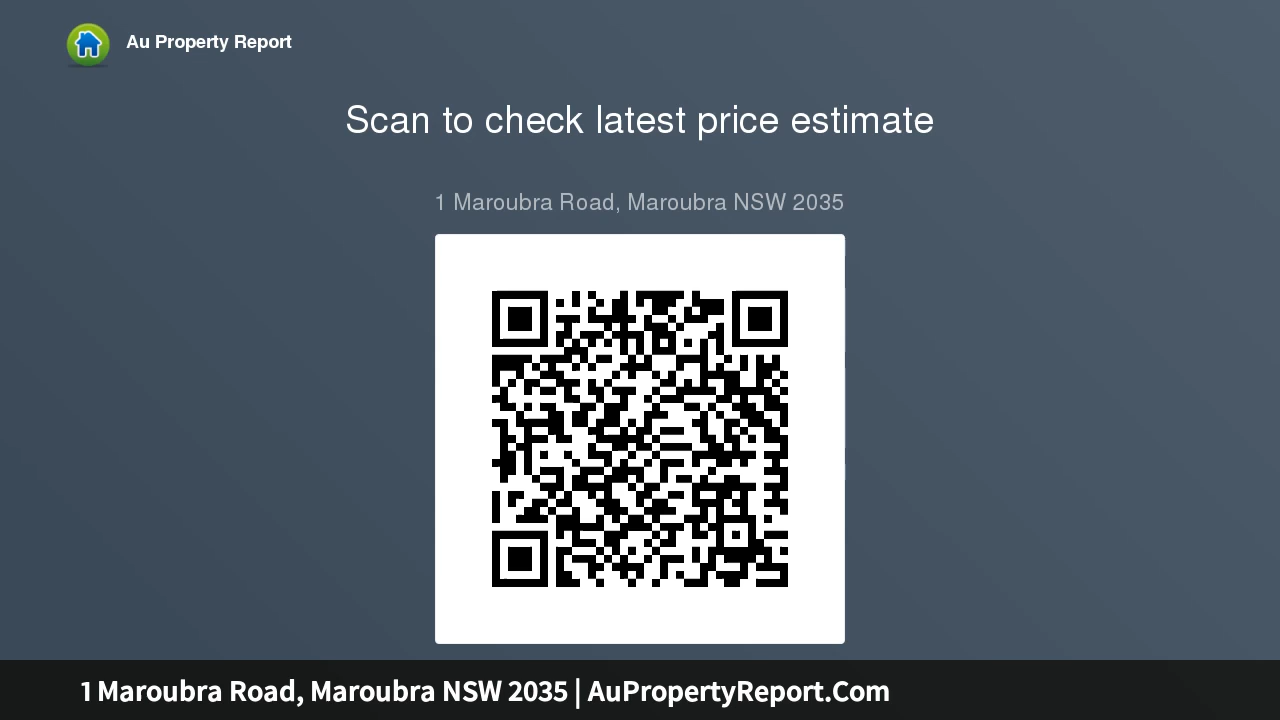 Au Property Report
Scan to check latest price estimate
1 Maroubra Road, Maroubra NSW 2035
1 Maroubra Road, Maroubra NSW 2035 | AuPropertyReport.Com